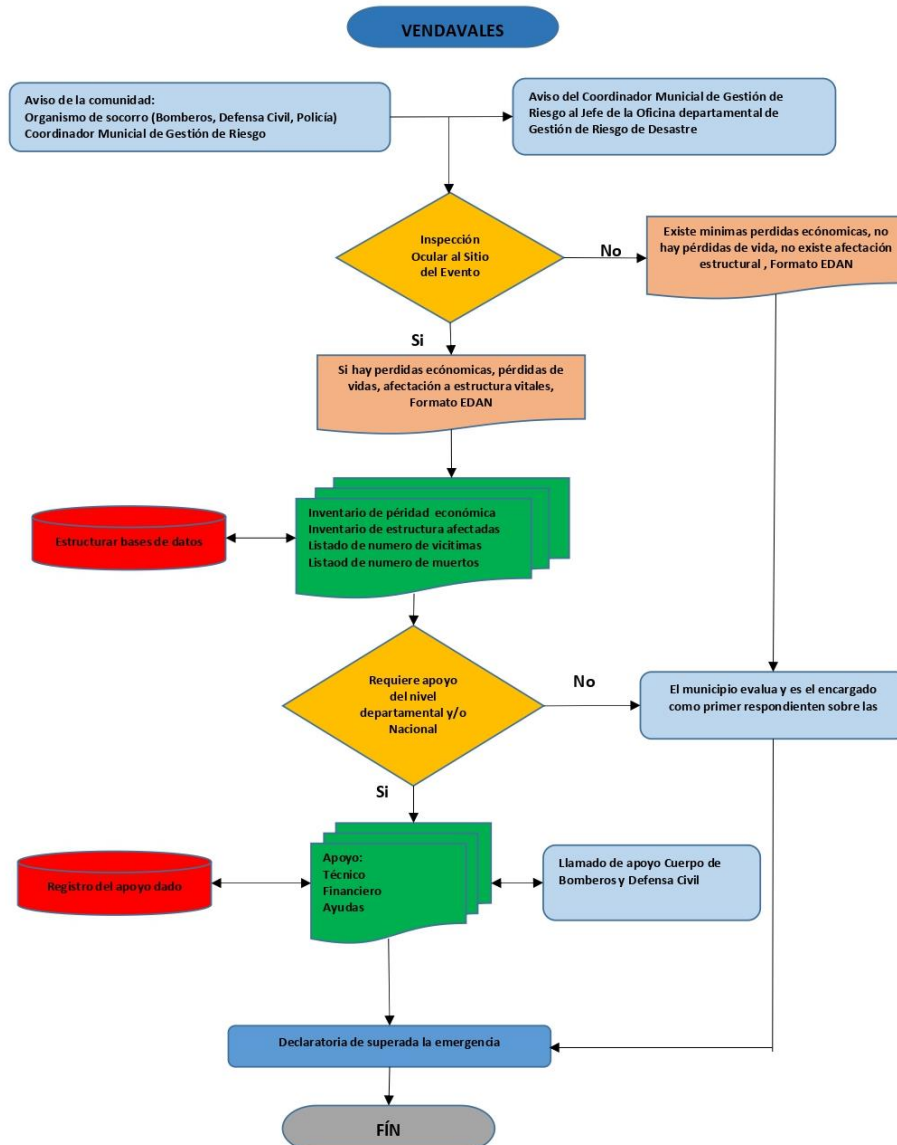 VENDAVALES
Aviso de la comunidad:
Organismo de socorro (Bomberos, Defensa Civil, Policía)
Coordinador Municial de Gestión de Riesgo
Aviso del Coordinador Municial de Gestión de
Riesgo al Jefe de la Oficina departamental de
Gestión de Riesgo de Desastre
Inspección
Ocular al Sitio
del Evento
No
Existe minimas perdidas ecónomicas, no
hay pérdidas de vida, no existe afectación
estructural , Formato EDAN
Si
Si hay perdidas ecónomicas, pérdidas de
vidas, afectación a estructura vitales,
Formato EDAN
Estructurar bases de datos
Inventario de péridad económica
Inventario de estructura afectadas
Listado de numero de vicitimas
Listaod de numero de muertos
Requiere apoyo
del nivel
departamental y/o
Nacional
No
El municipio evalua y es el encargado
como primer respondienten sobre las
Si
Registro del apoyo dado
Apoyo:
Técnico
Financiero
Ayudas
Llamado de apoyo Cuerpo de
Bomberos y Defensa Civil
Declaratoria de superada la emergencia
FÍN